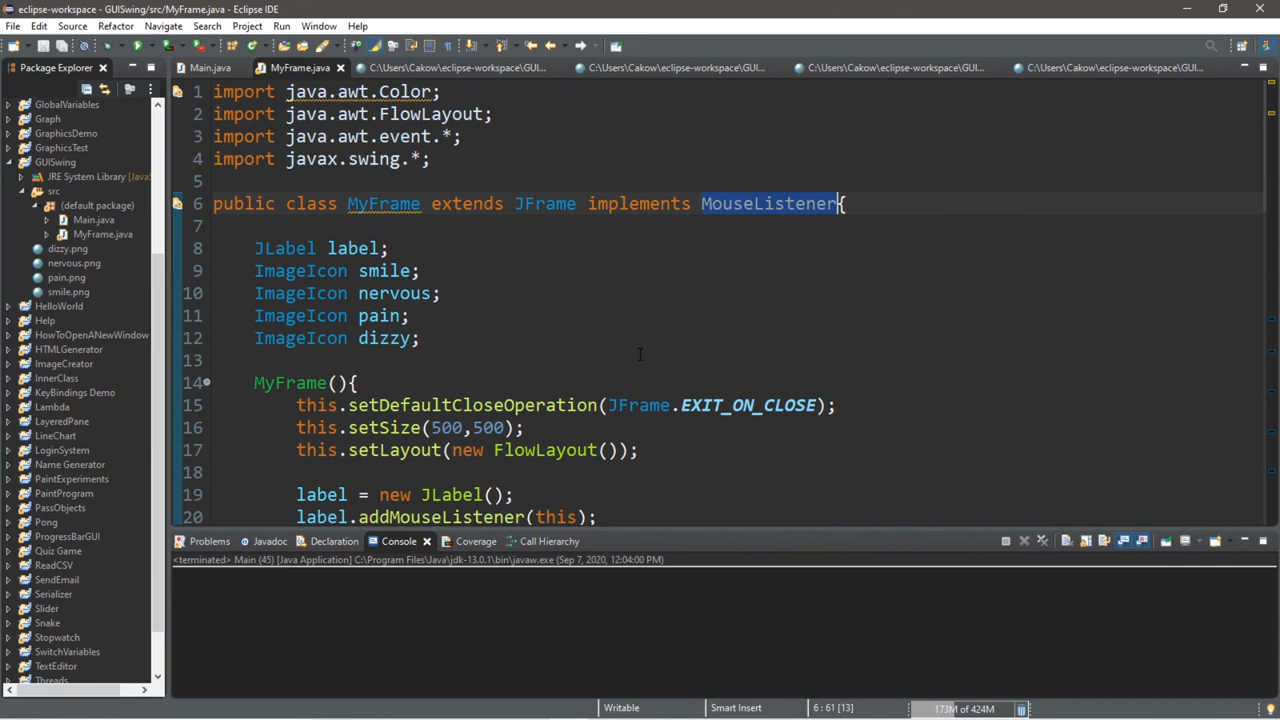 eclipse-workspace - GUISwing/src/MyFrame.java - Eclipse IDE
File Edit Source Refactor Navigate Search Project Run Window Help
Package Explorer
Main.java
MyFrame.java
C:\Users\Cakow\eclipse-workspace\GUI...
C:\Users\Cakow\eclipse-workspace\GUI...
C:\Users\Cakow\eclipse-workspace\GUI...
C:\Users\Cakow\eclipse-workspace\GUI...
GlobalVariables
Graph
GraphicsDemo
GraphicsTest
GUISwing
JRE System Library [JavaS
src
(default package)
Main.java
MyFrame.java
dizzy.png
nervous.png
pain.png
smile.png
HelloWorld
Help
HowToOpenANewWindow
HTMLGenerator
ImageCreator
InnerClass
KeyBindings Demo
Lambda
LayeredPane
LineChart
LoginSystem
Name Generator
PaintExperiments
PaintProgram
PassObjects
Pong
ProgressBarGUI
Quiz Game
ReadCSV
SendEmail
Serializer
Slider
Snake
Stopwatch
SwitchVariables
TextEditor
Threads
1 import java.awt.Color;
2 import java.awt.FlowLayout;
3 import java.awt.event.*;
4 import javax.swing.*;
5
6 public class MyFrame extends JFrame implements MouseListener{
7
8 JLabel label;
9 ImageIcon smile;
10 ImageIcon nervous;
11 ImageIcon pain;
12 ImageIcon dizzy;
13
14 MyFrame(){
15 this.setDefaultCloseOperation(JFrame.EXIT_ON_CLOSE);
16 this.setSize(500,500);
17 this.setLayout(new FlowLayout());
18
19 label = new JLabel();
20 label.addMouseListener(this);
Problems Javadoc Declaration Console Coverage Call Hierarchy
<terminated> Main (45) [Java Application] C:\Program Files\Java\jdk-13.0.1\bin\javaw.exe (Sep 7, 2020, 12:04:00 PM)
Writable Smart Insert 6 : 61 [13] 173M of 424M